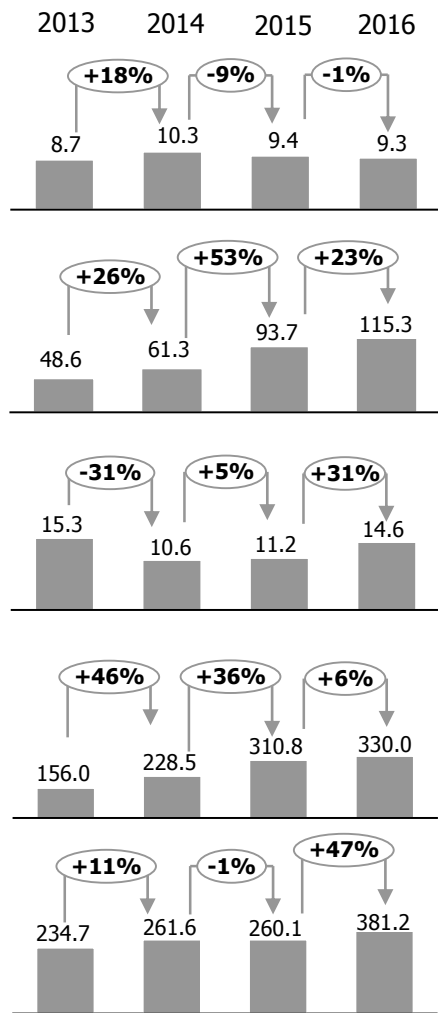 2013 2014 2015 2016
+18% -9% -1%
8.7 10.3 9.4 9.3
+26% +53% +23%
48.6 61.3 93.7 115.3
-31% +5% +31%
15.3 10.6 11.2 14.6
+46% +36% +6%
156.0 228.5 310.8 330.0
+11% -1% +47%
234.7 261.6 260.1 381.2